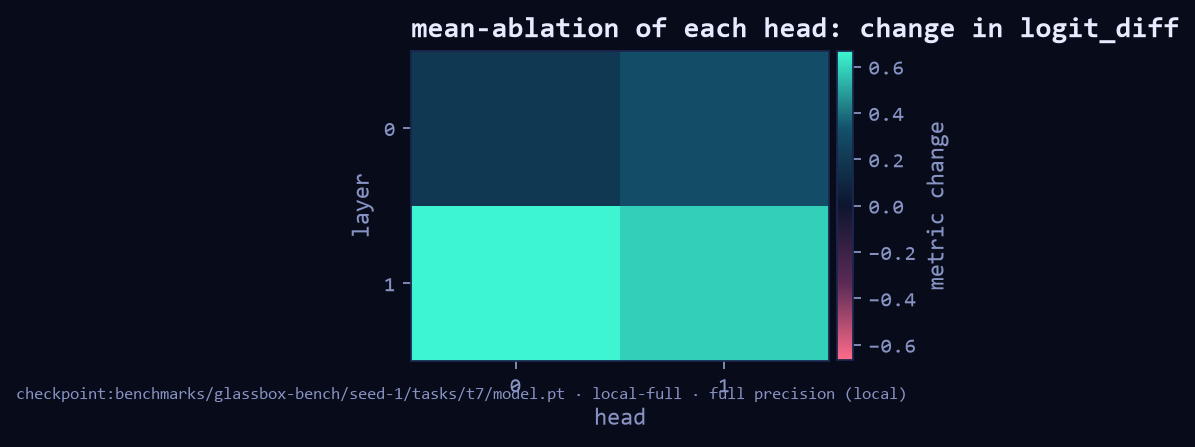 mean-ablation of each head: change in logit_diff
0.6
0.4
0.2
0.0
−0.2
−0.4
−0.6
metric change
layer
0
1
0 1
checkpoint:benchmarks/glassbox-bench/seed-1/tasks/t7/model.pt · local-full · full precision (local)
head